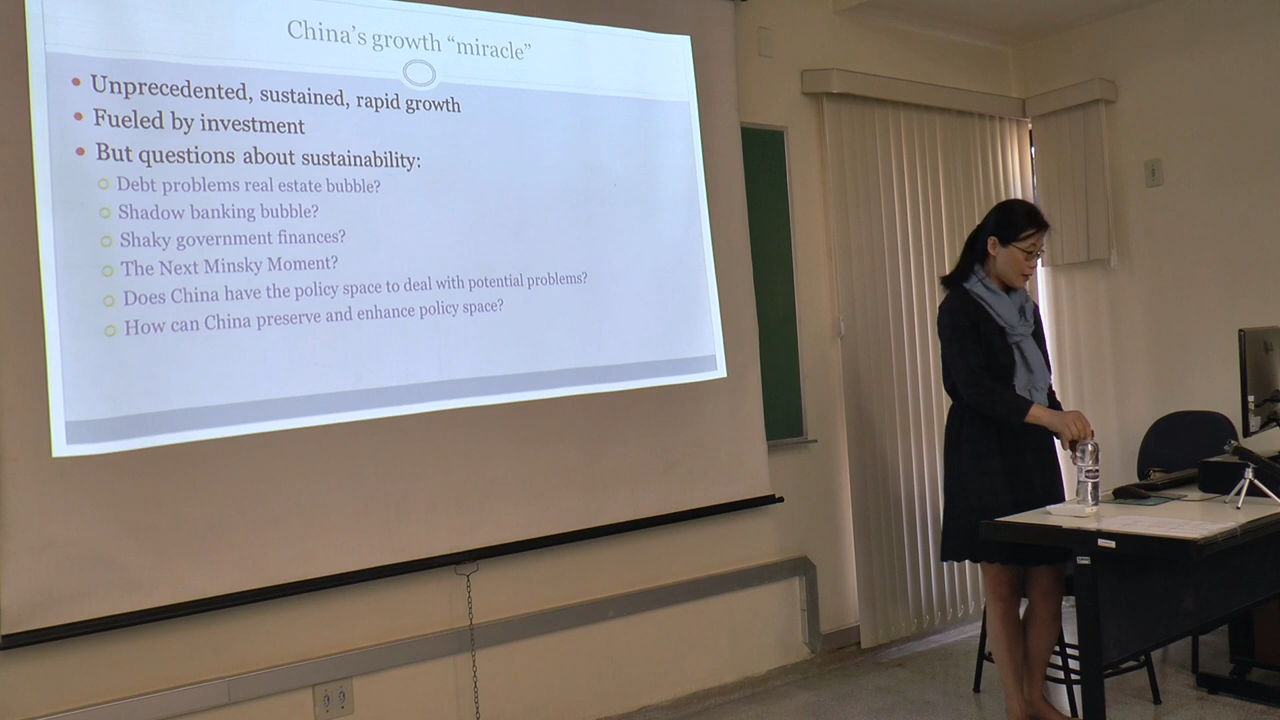 China's growth “miracle”
Unprecedented, sustained, rapid growth
Fueled by investment
But questions about sustainability:
Debt problems real estate bubble?
Shadow banking bubble?
Shaky government finances?
The Next Minsky Moment?
Does China have the policy space to deal with potential problems?
How can China preserve and enhance policy space?